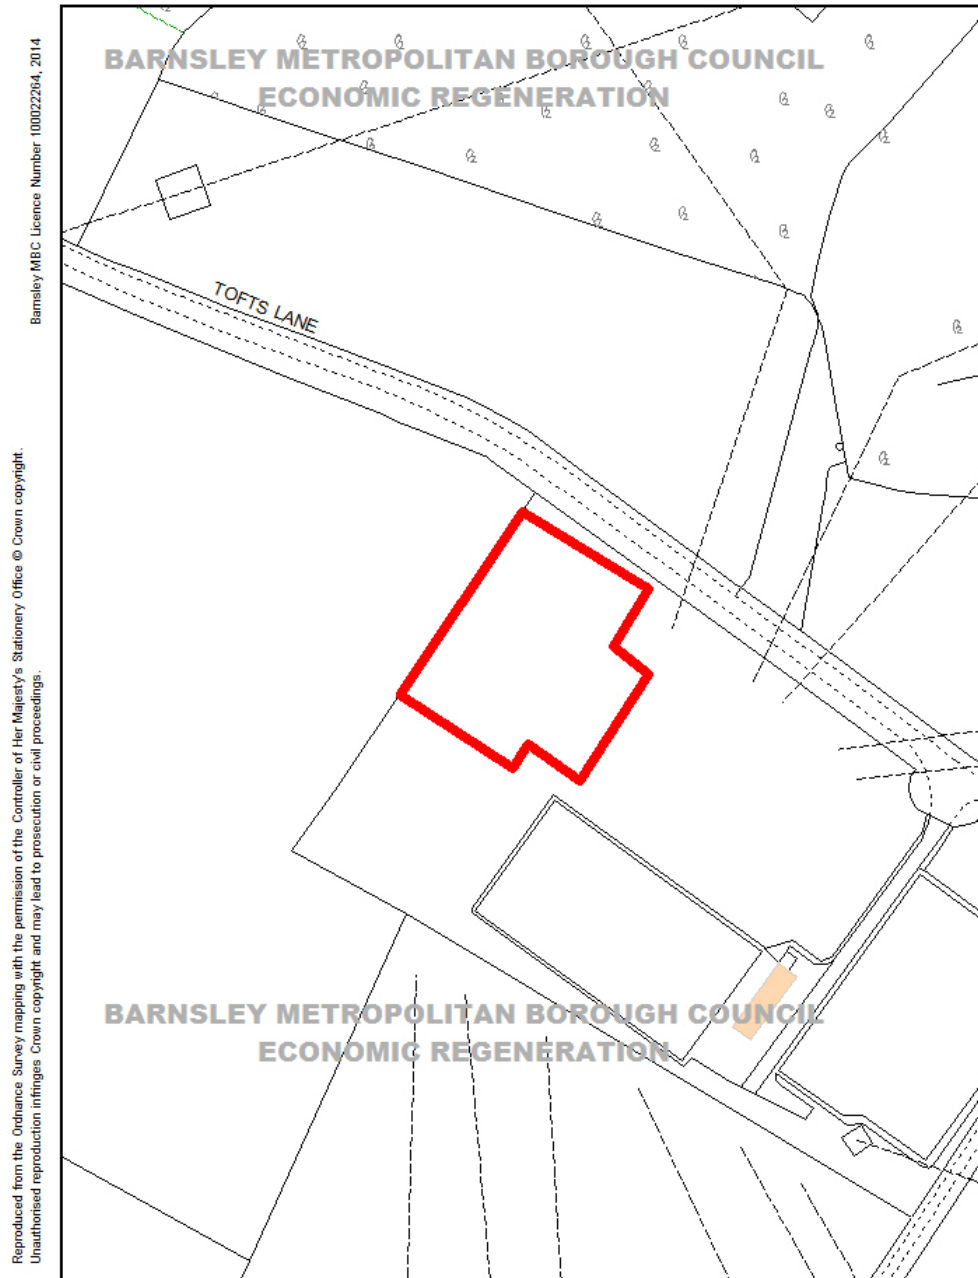 BARNSLEY METROPOLITAN BOROUGH COUNCIL
ECONOMIC REGENERATION
TOFTS LANE
BARNSLEY METROPOLITAN BOROUGH COUNCIL
ECONOMIC REGENERATION
Barnsley MBC Licence Number 100022264, 2014
Reproduced from the Ordnance Survey mapping with the permission of the Controller of Her Majesty's Stationery Office © Crown copyright.
Unauthorised reproduction infringes Crown copyright and may lead to prosecution or civil proceedings.